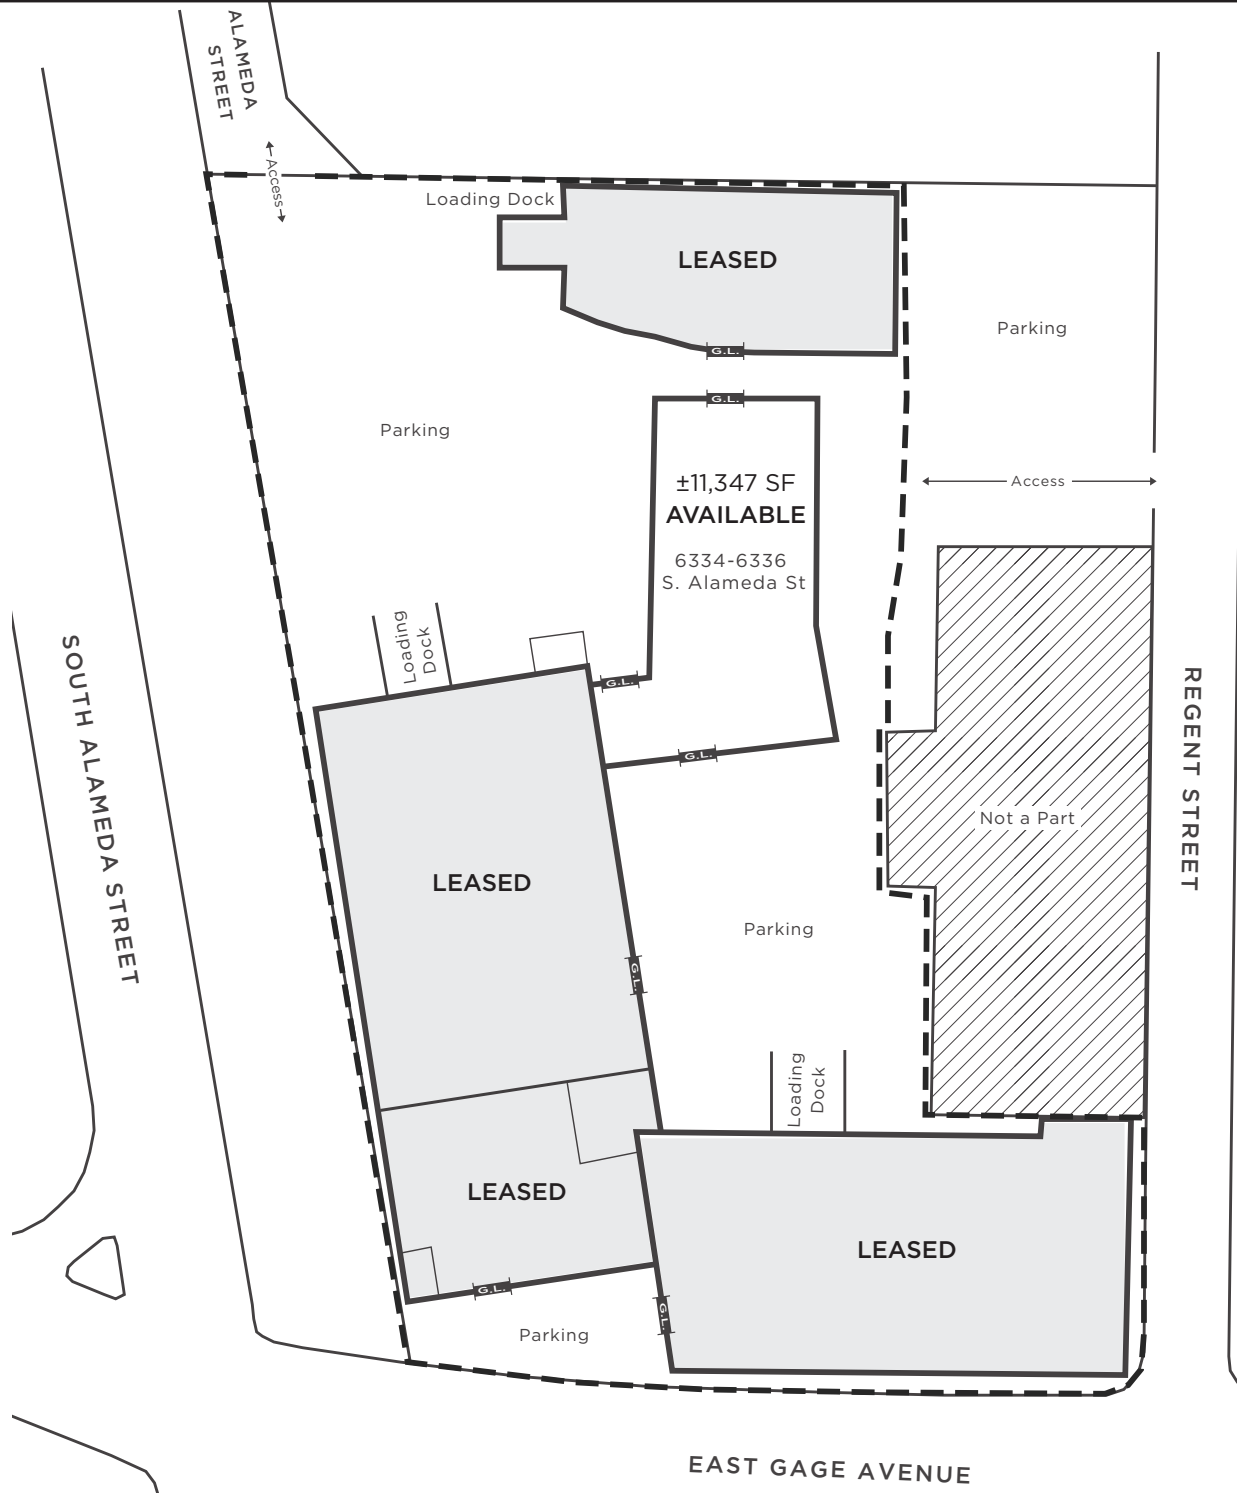 ALAMEDA
STREET
Access
Loading Dock
LEASED
G.L.
Parking
G.L.
Parking
±11,347 SF
AVAILABLE
6334-6336
S. Alameda St
Access
Loading
Dock
G.L.
G.L.
SOUTH ALAMEDA STREET
REGENT STREET
Not a Part
LEASED
Parking
G.L.
Loading
Dock
LEASED
LEASED
G.L.
G.L.
Parking
EAST GAGE AVENUE